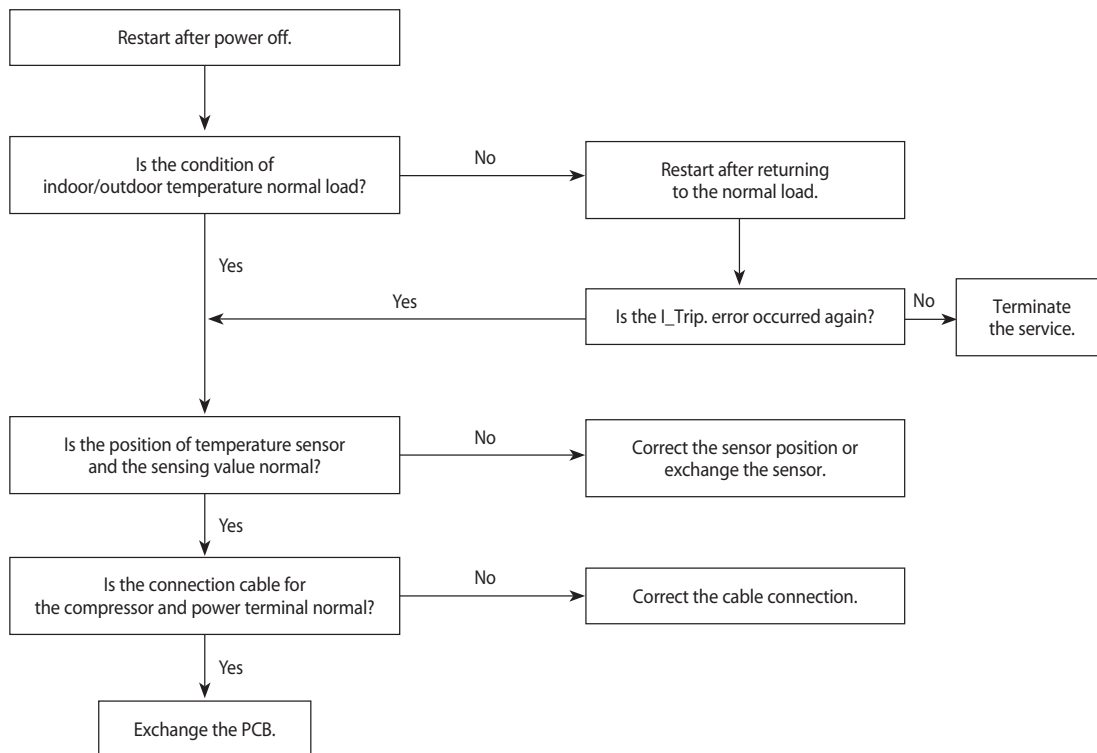 Restart after power off.
Is the condition of
indoor/outdoor temperature normal load?
No
Restart after returning
to the normal load.
Yes
Yes
Is the I_Trip. error occurred again?
No
Terminate
the service.
Is the position of temperature sensor
and the sensing value normal?
No
Correct the sensor position or
exchange the sensor.
Yes
Is the connection cable for
the compressor and power terminal normal?
No
Correct the cable connection.
Yes
Exchange the PCB.